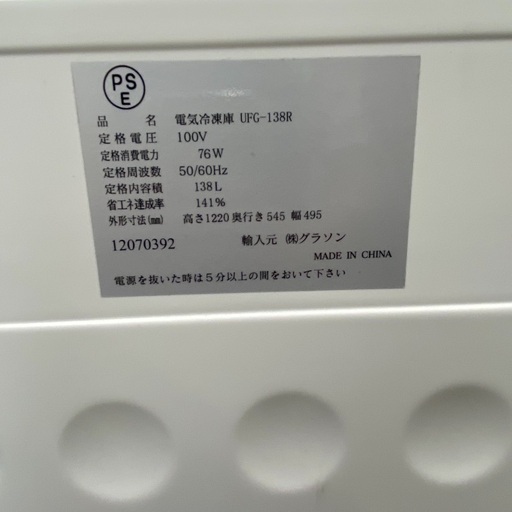 PS
E
品 名 電気冷凍庫 UFG-138R
定格電圧 100V
定格消費電力 76W
定格周波数 50/60Hz
定格内容積 138L
省エネ達成率 141%
外形寸法(mm) 高さ1220奥行き545 幅495
12070392 輸入元 ㈱グラソン
MADE IN CHINA
電源を抜いた時は5分以上の間をおいて下さい